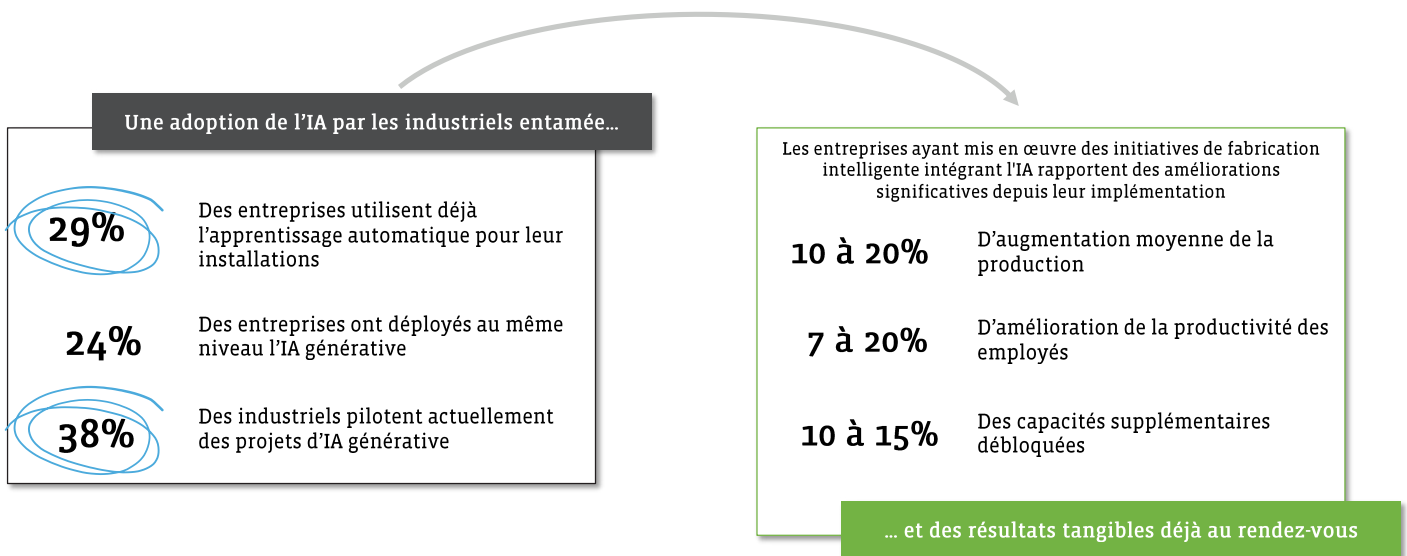 Une adoption de l’IA par les industriels entamée…
29%
Des entreprises utilisent déjà
l’apprentissage automatique pour leur
installations
24%
Des entreprises ont déployés au même
niveau l’IA générative
38%
Des industriels pilotent actuellement
des projets d’IA générative
Les entreprises ayant mis en œuvre des initiatives de fabrication
intelligente intégrant l'IA rapportent des améliorations
significatives depuis leur implémentation
10 à 20%
D’augmentation moyenne de la
production
7 à 20%
D’amélioration de la productivité des
employés
10 à 15%
Des capacités supplémentaires
débloquées
… et des résultats tangibles déjà au rendez-vous